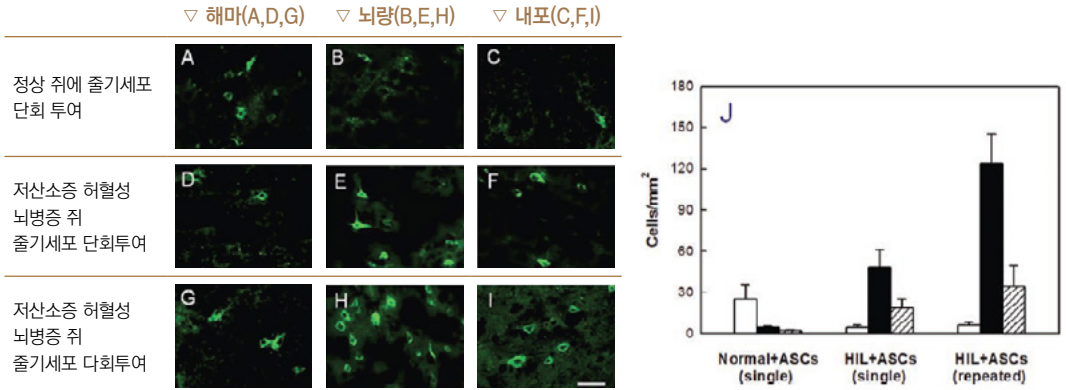 ▽ 해마(A,D,G) ▽ 뇌량(B,E,H) ▽ 내포(C,F,I)
정상 쥐에 줄기세포
단회 투여
A B C
저산소증 허혈성
뇌병증 쥐
줄기세포 단회투여
D E F
저산소증 허혈성
뇌병증 쥐
줄기세포 다회투여
G H I
J
Cells/mm²
180
150
120
90
60
30
0
Normal+ASCs HIL+ASCs HIL+ASCs
(single) (single) (repeated)